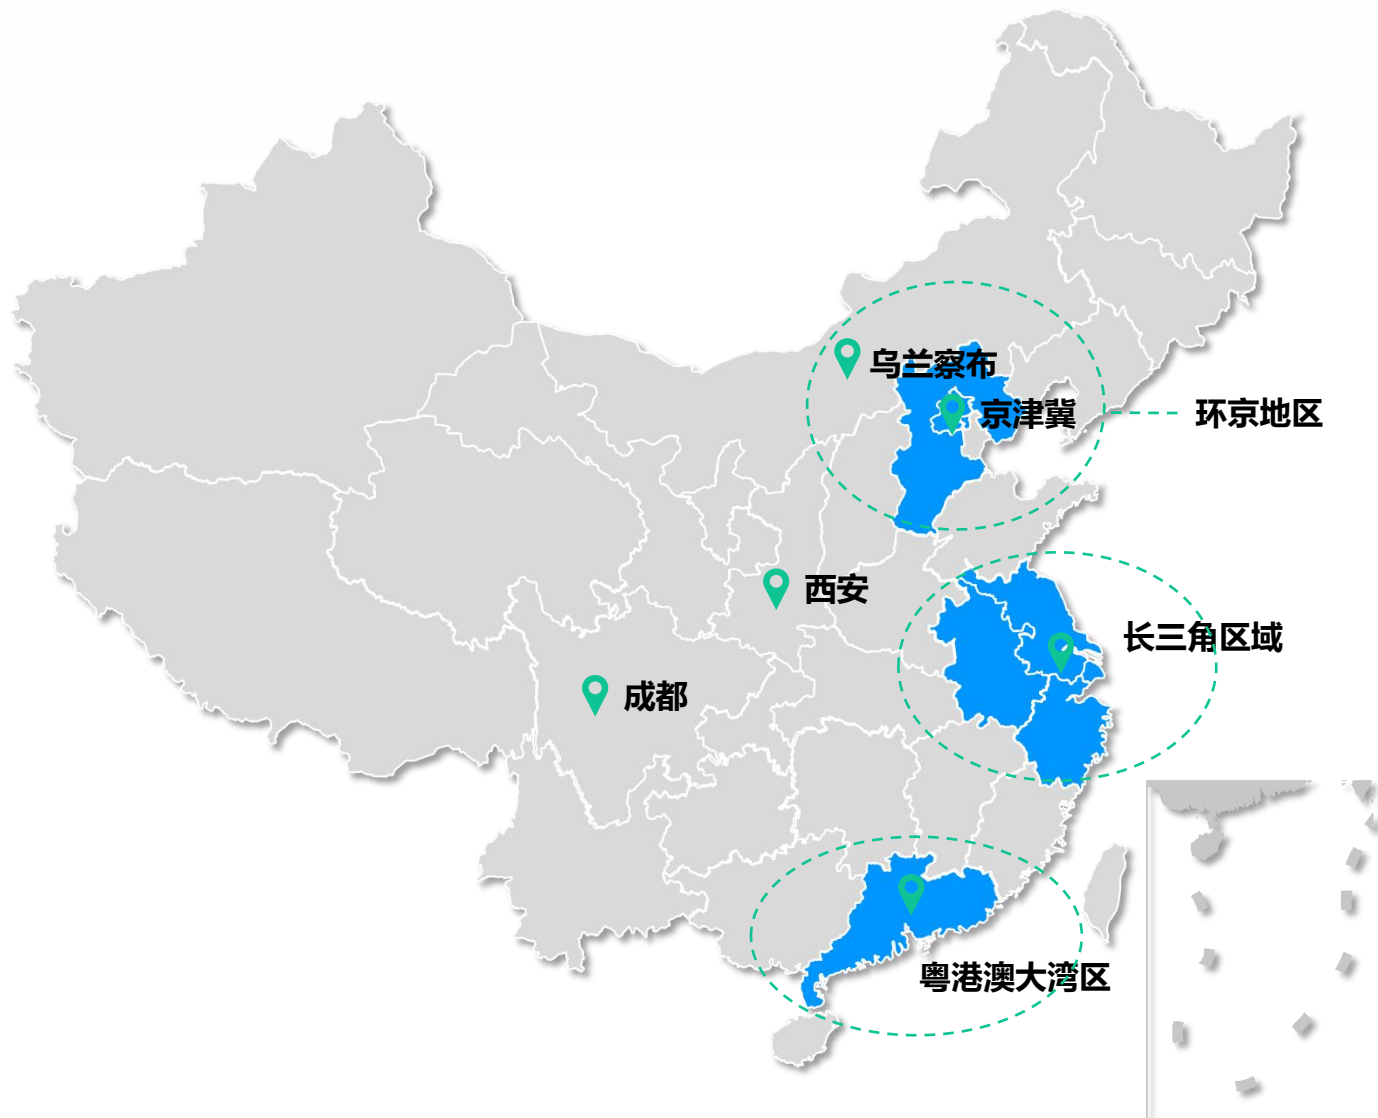 乌兰察布
京津冀
环京地区
西安
长三角区域
成都
粤港澳大湾区